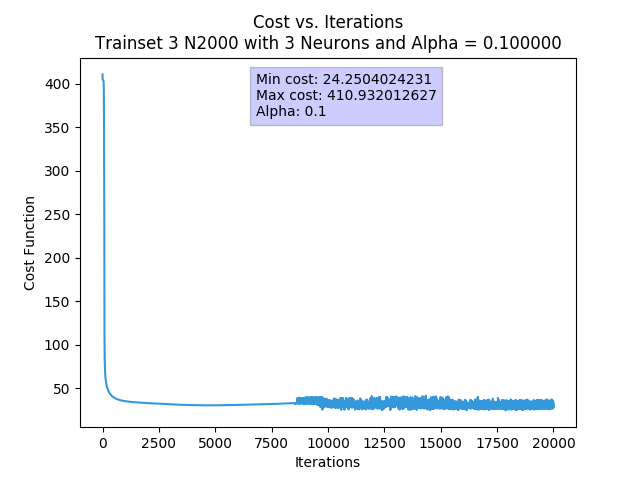 Cost vs. Iterations
Trainset 3 N2000 with 3 Neurons and Alpha = 0.100000
Min cost: 24.2504024231
Max cost: 410.932012627
Alpha: 0.1
Cost Function
400
350
300
250
200
150
100
50
0 2500 5000 7500 10000 12500 15000 17500 20000
Iterations